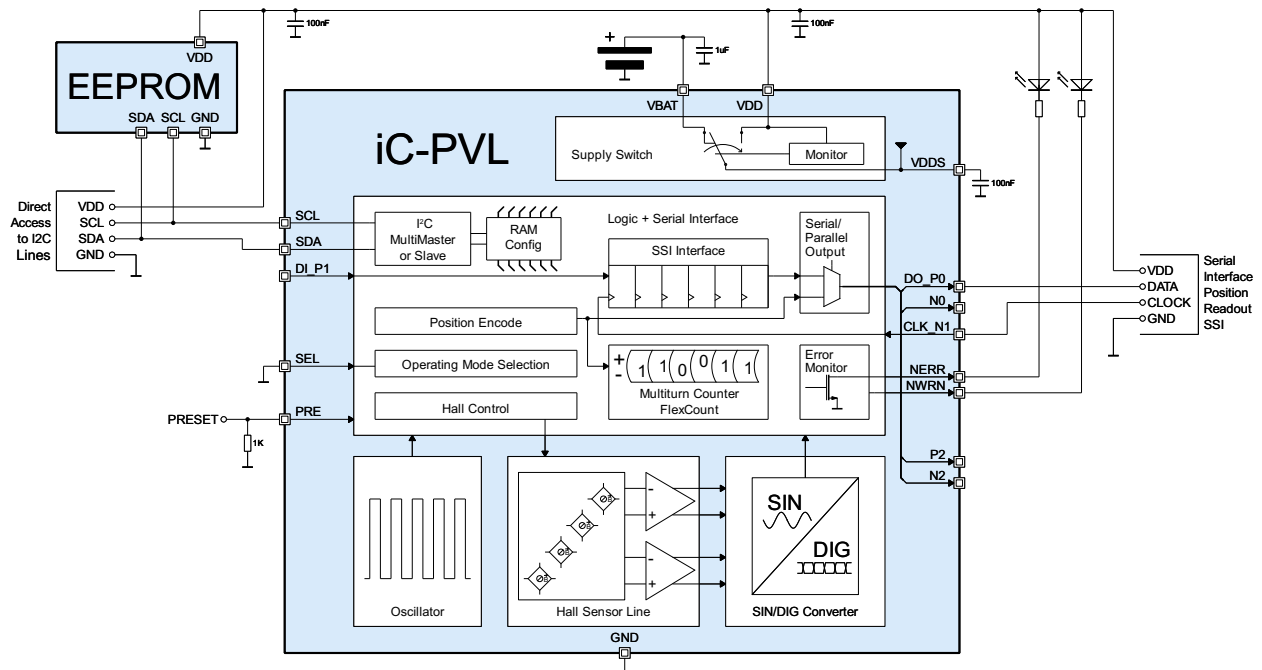 100nF
100nF
1uF
+
VDD
EEPROM
SDA SCL GND
VBAT
VDD
iC-PVL
Supply Switch
Monitor
VDDS
100nF
Direct
Access
to I2C
Lines
VDD
SCL
SDA
GND
SCL
SDA
DI_P1
I²C
MultiMaster
or Slave
RAM
Config
Logic + Serial Interface
SSI Interface
Serial/
Parallel
Output
DO_P0
N0
CLK_N1
VDD
DATA
CLOCK
GND
Serial
Interface
Position
Readout
SSI
Position Encode
SEL
Operating Mode Selection
+
-
1 1 0 0 1 1
Multiturn Counter
FlexCount
Error
Monitor
NERR
NWRN
PRESET
PRE
1K
Hall Control
P2
N2
Oscillator
-
+
-
+
Hall Sensor Line
SIN
DIG
SIN/DIG Converter
GND